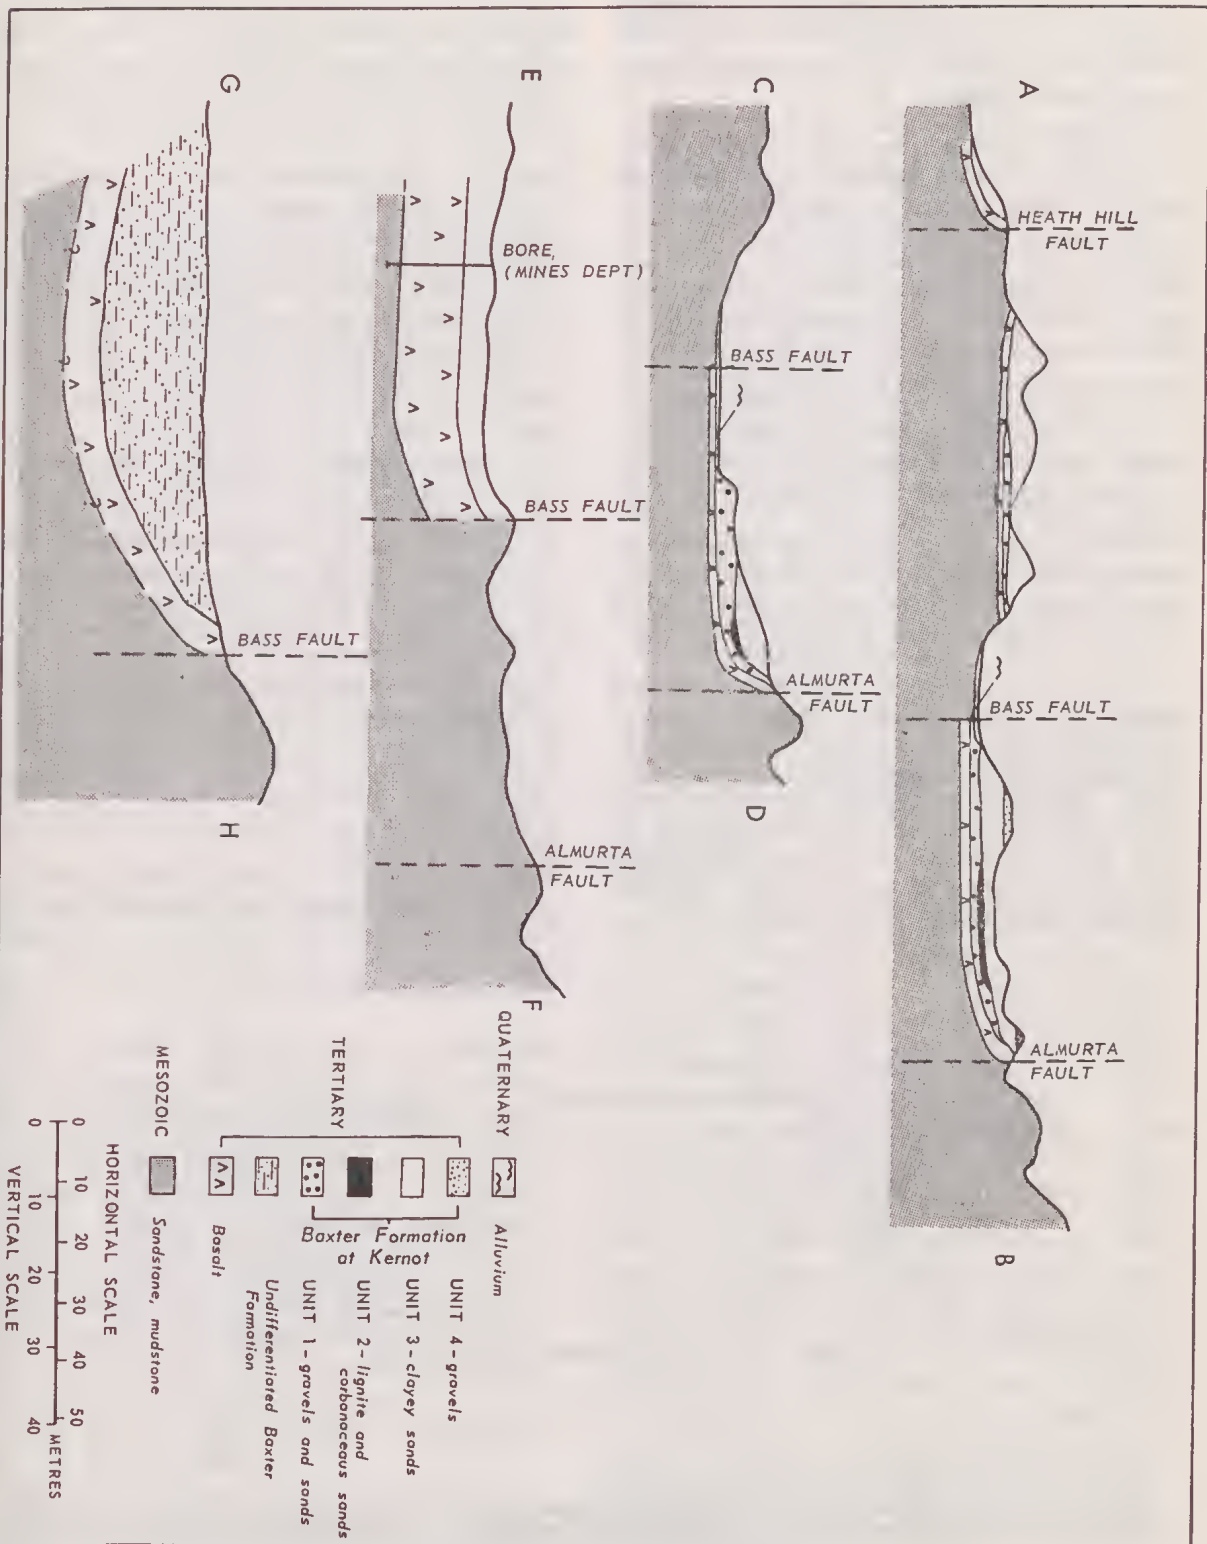 A
HEATH HILL
FAULT
BASS FAULT
ALMURTA
FAULT
B
C
BASS FAULT
ALMURTA
FAULT
D
E
BORE,
(MINES DEPT)
BASS FAULT
ALMURTA
FAULT
F
G
BASS FAULT
H
QUATERNARY
Alluvium
TERTIARY
UNIT 4 - gravels
UNIT 3 - clayey sands
UNIT 2 - lignite and
carbonaceaus sands
UNIT 1 - gravels and sands
Baxter Formation
at Kernot
Undifferentiated Baxter
Formation
Basalt
MESOZOIC
Sandstane, mudstone
HORIZONTAL SCALE
0 10 20 30 40 50
METRES
0 10 20 30 40
VERTICAL SCALE